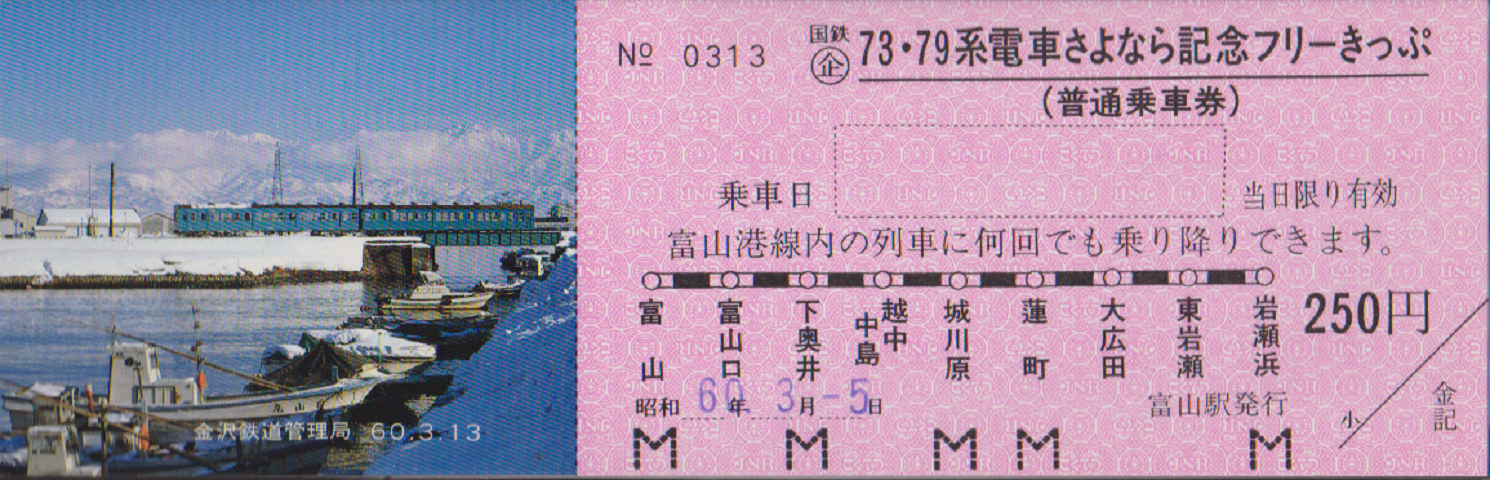 金沢鉄道管理局 60.3.13
丸山
№ 0313
国鉄
企
73・79系電車さよなら記念フリーきっぷ
(普通乗車券)
乗車日
当日限り有効
富山港線内の列車に何回でも乗り降りできます。
富山
富山口
下奥井
越中中島
城川原
蓮町
大広田
東岩瀬
岩瀬浜
250円
昭和 60年 3月-5日
富山駅発行
小
金記
M M M M M